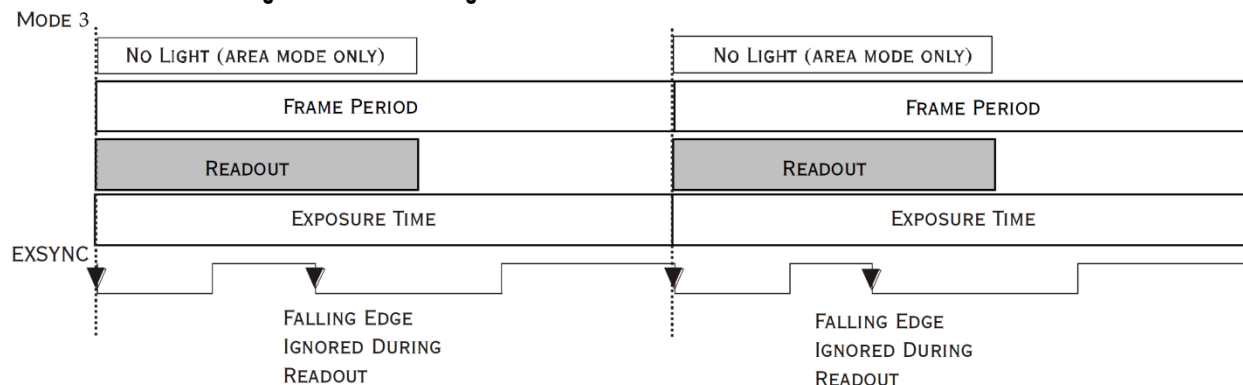 MODE 3
NO LIGHT (AREA MODE ONLY)
NO LIGHT (AREA MODE ONLY)
FRAME PERIOD
FRAME PERIOD
READOUT
READOUT
EXPOSURE TIME
EXPOSURE TIME
EXSYNC
FALLING EDGE
IGNORED DURING
READOUT
FALLING EDGE
IGNORED DURING
READOUT